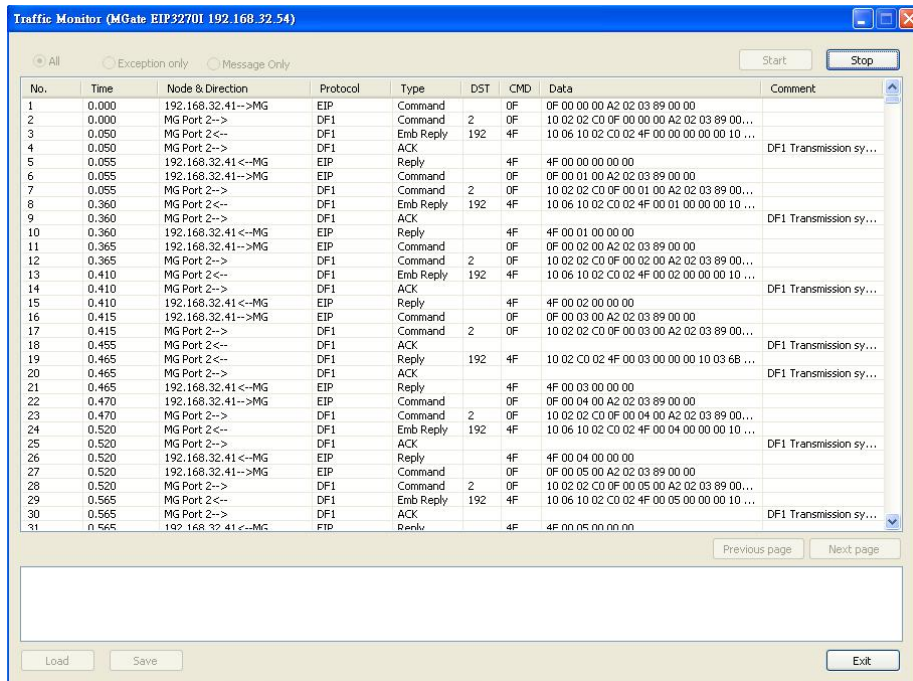 Traffic Monitor (MGate EIP3270I 192.168.32.54)
All Exception only Message Only Start Stop
No. Time Node & Direction Protocol Type DST CMD Data Comment
1 0.000 192.168.32.41-->MG EIP Command 0F 0F 00 00 00 A2 02 03 89 00 00
2 0.000 MG Port 2--> DF1 Command 2 0F 10 02 02 C0 0F 00 00 00 A2 02 03 89 00...
3 0.050 MG Port 2<-- DF1 Emb Reply 192 4F 10 06 10 02 C0 02 4F 00 00 00 00 00 10 ...
4 0.050 MG Port 2--> DF1 ACK DF1 Transmission sy...
5 0.055 192.168.32.41<--MG EIP Reply 4F 4F 00 00 00 00 00
6 0.055 192.168.32.41-->MG EIP Command 0F 0F 00 01 00 A2 02 03 89 00 00
7 0.055 MG Port 2--> DF1 Command 2 0F 10 02 02 C0 0F 00 01 00 A2 02 03 89 00...
8 0.360 MG Port 2<-- DF1 Emb Reply 192 4F 10 06 10 02 C0 02 4F 00 01 00 00 00 10 ...
9 0.360 MG Port 2--> DF1 ACK DF1 Transmission sy...
10 0.360 192.168.32.41<--MG EIP Reply 4F 4F 00 01 00 00 00
11 0.365 192.168.32.41-->MG EIP Command 0F 0F 00 02 00 A2 02 03 89 00 00
12 0.365 MG Port 2--> DF1 Command 2 0F 10 02 02 C0 0F 00 02 00 A2 02 03 89 00...
13 0.410 MG Port 2<-- DF1 Emb Reply 192 4F 10 06 10 02 C0 02 4F 00 02 00 00 00 10 ...
14 0.410 MG Port 2--> DF1 ACK DF1 Transmission sy...
15 0.410 192.168.32.41<--MG EIP Reply 4F 4F 00 02 00 00 00
16 0.415 192.168.32.41-->MG EIP Command 0F 0F 00 03 00 A2 02 03 89 00 00
17 0.415 MG Port 2--> DF1 Command 2 0F 10 02 02 C0 0F 00 03 00 A2 02 03 89 00...
18 0.455 MG Port 2<-- DF1 ACK DF1 Transmission sy...
19 0.465 MG Port 2<-- DF1 Reply 192 4F 10 02 C0 02 4F 00 03 00 00 00 10 03 6B ...
20 0.465 MG Port 2--> DF1 ACK DF1 Transmission sy...
21 0.465 192.168.32.41<--MG EIP Reply 4F 4F 00 03 00 00 00
22 0.470 192.168.32.41-->MG EIP Command 0F 0F 00 04 00 A2 02 03 89 00 00
23 0.470 MG Port 2--> DF1 Command 2 0F 10 02 02 C0 0F 00 04 00 A2 02 03 89 00...
24 0.520 MG Port 2<-- DF1 Emb Reply 192 4F 10 06 10 02 C0 02 4F 00 04 00 00 00 10 ...
25 0.520 MG Port 2--> DF1 ACK DF1 Transmission sy...
26 0.520 192.168.32.41<--MG EIP Reply 4F 4F 00 04 00 00 00
27 0.520 192.168.32.41-->MG EIP Command 0F 0F 00 05 00 A2 02 03 89 00 00
28 0.520 MG Port 2--> DF1 Command 2 0F 10 02 02 C0 0F 00 05 00 A2 02 03 89 00...
29 0.565 MG Port 2<-- DF1 Emb Reply 192 4F 10 06 10 02 C0 02 4F 00 05 00 00 00 10 ...
30 0.565 MG Port 2--> DF1 ACK DF1 Transmission sy...
31 0.565 192.168.32.41<--MG EIP Reply 4F 4F 00 05 00 00 00
Previous page Next page
Load Save Exit